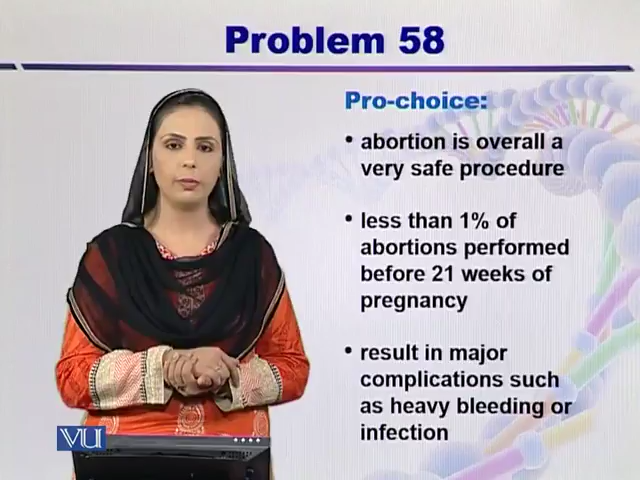 Problem 58
Pro-choice:
• abortion is overall a
very safe procedure
• less than 1% of
abortions performed
before 21 weeks of
pregnancy
• result in major
complications such
as heavy bleeding or
infection
VU